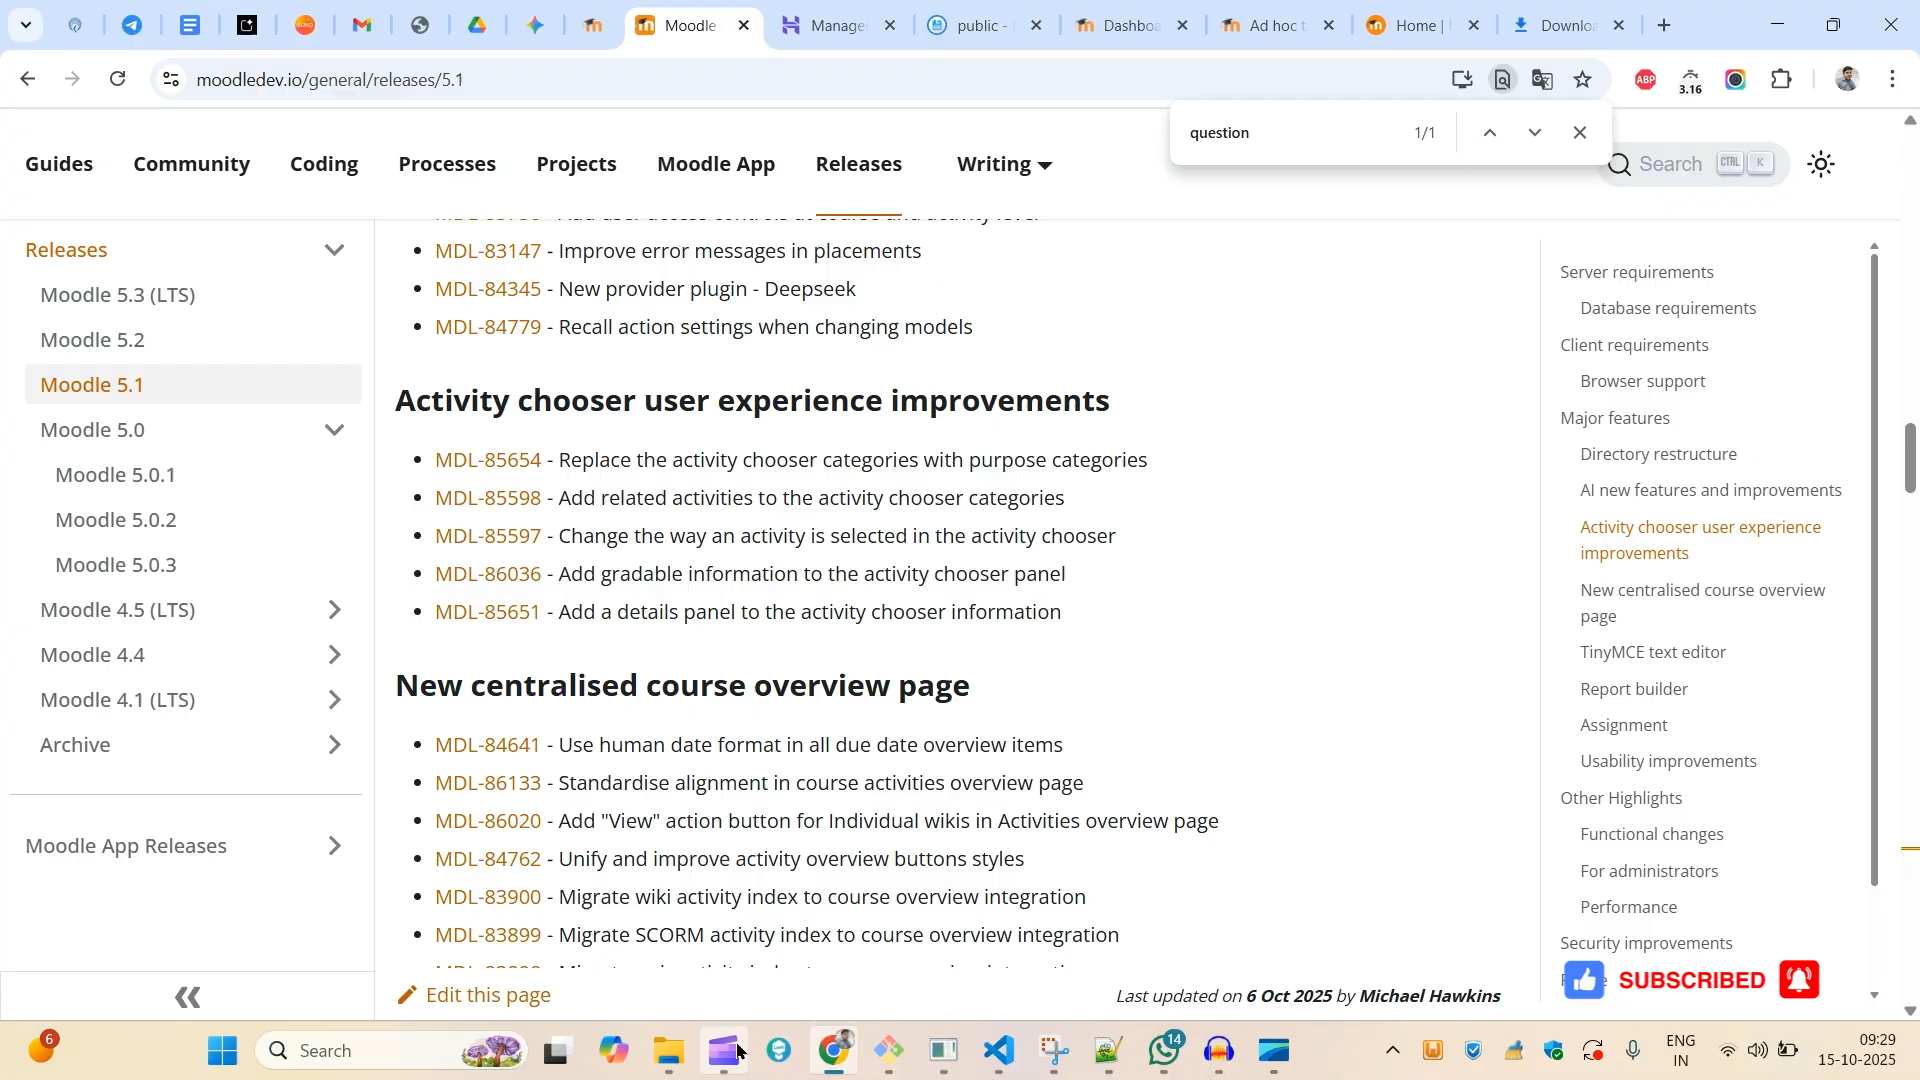 Moodle
Manage
public -
Dashbo
Ad hoc t
Home |
Downlo
moodledev.io/general/releases/5.1
ABP
3.16
question
1/1
Guides
Community
Coding
Processes
Projects
Moodle App
Releases
Writing
Search
CTRL
K
Releases
Moodle 5.3 (LTS)
Moodle 5.2
Moodle 5.1
Moodle 5.0
Moodle 5.0.1
Moodle 5.0.2
Moodle 5.0.3
Moodle 4.5 (LTS)
Moodle 4.4
Moodle 4.1 (LTS)
Archive
Moodle App Releases
MDL-83147 - Improve error messages in placements
MDL-84345 - New provider plugin - Deepseek
MDL-84779 - Recall action settings when changing models
Activity chooser user experience improvements
MDL-85654 - Replace the activity chooser categories with purpose categories
MDL-85598 - Add related activities to the activity chooser categories
MDL-85597 - Change the way an activity is selected in the activity chooser
MDL-86036 - Add gradable information to the activity chooser panel
MDL-85651 - Add a details panel to the activity chooser information
New centralised course overview page
MDL-84641 - Use human date format in all due date overview items
MDL-86133 - Standardise alignment in course activities overview page
MDL-86020 - Add "View" action button for Individual wikis in Activities overview page
MDL-84762 - Unify and improve activity overview buttons styles
MDL-83900 - Migrate wiki activity index to course overview integration
MDL-83899 - Migrate SCORM activity index to course overview integration
Edit this page
Last updated on 6 Oct 2025 by Michael Hawkins
Server requirements
Database requirements
Client requirements
Browser support
Major features
Directory restructure
AI new features and improvements
Activity chooser user experience
improvements
New centralised course overview
page
TinyMCE text editor
Report builder
Assignment
Usability improvements
Other Highlights
Functional changes
For administrators
Performance
Security improvements
SUBSCRIBED
6
Search
14
ENG
IN
09:29
15-10-2025